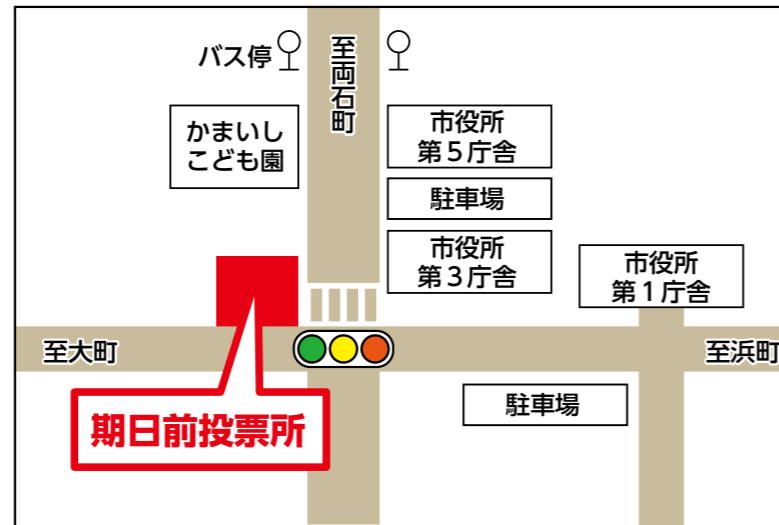 バス停
至両石町
かまいし
こども園
市役所
第5庁舎
駐車場
市役所
第3庁舎
市役所
第1庁舎
至大町
至浜町
期日前投票所
駐車場